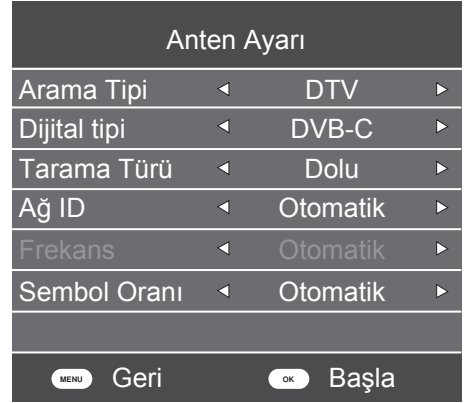 Anten Ayarı
Arama Tipi DTV
Dijital tipi DVB-C
Tarama Türü Dolu
Ağ ID Otomatik
Frekans Otomatik
Sembol Oranı Otomatik
MENU Geri OK Başla